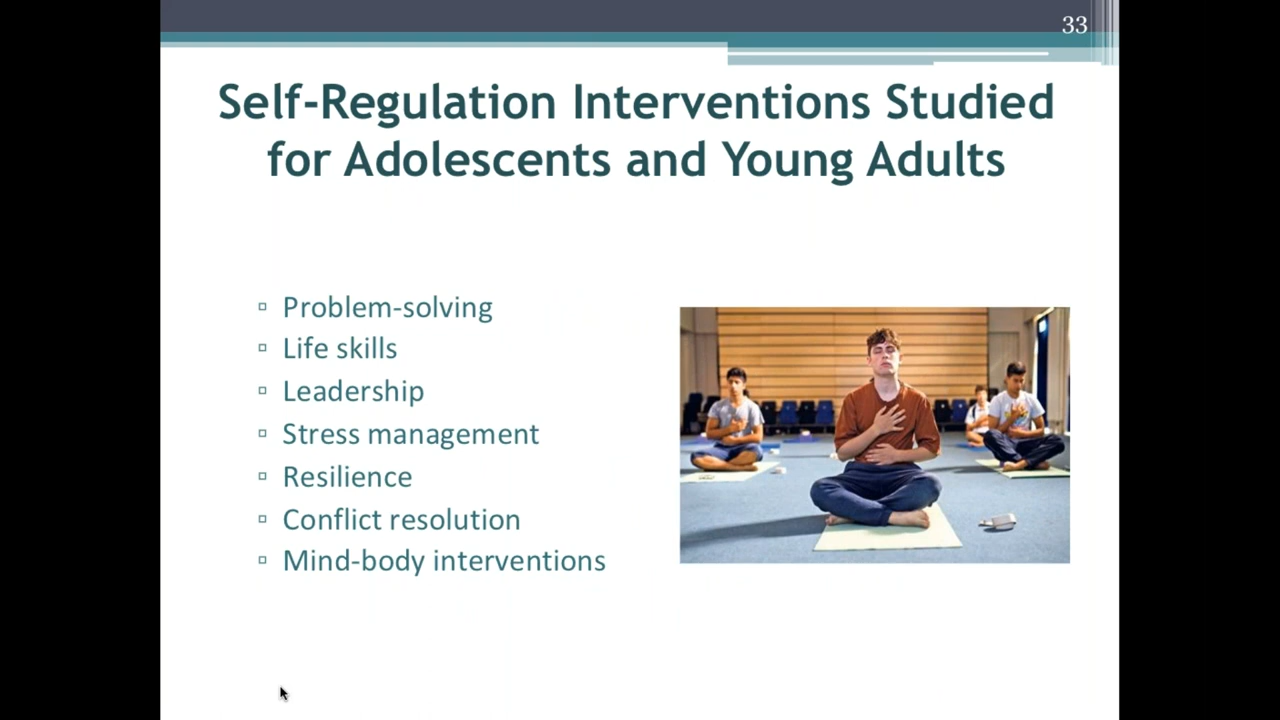 33
Self-Regulation Interventions Studied
for Adolescents and Young Adults
▫ Problem-solving
▫ Life skills
▫ Leadership
▫ Stress management
▫ Resilience
▫ Conflict resolution
▫ Mind-body interventions